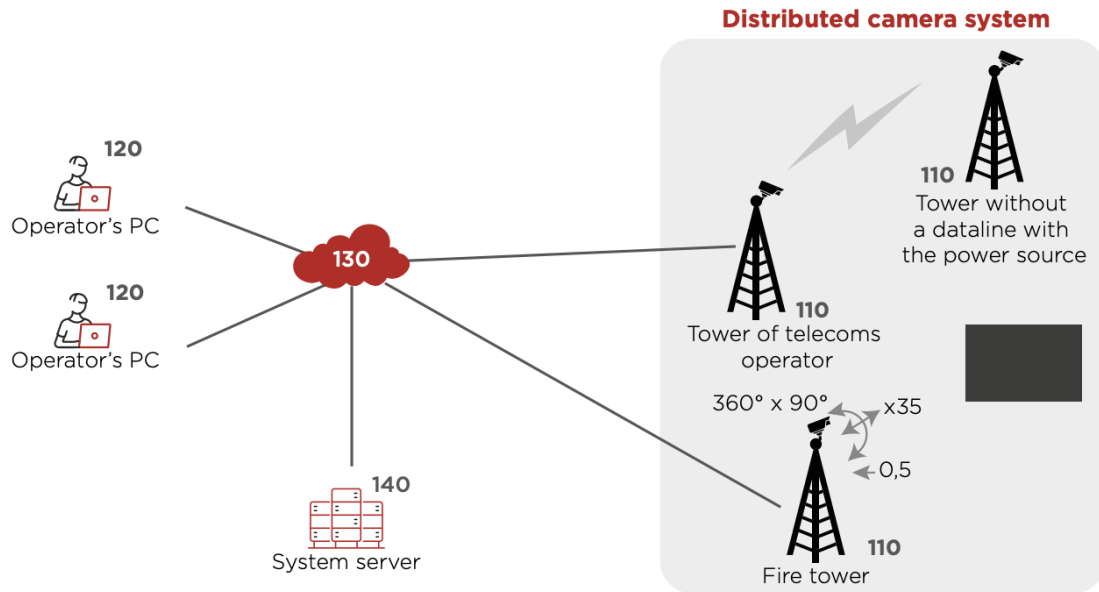 Distributed camera system
120
Operator's PC
120
Operator's PC
130
140
System server
110
Tower without
a dataline with
the power source
110
Tower of telecoms
operator
360° x 90°
x35
0,5
110
Fire tower